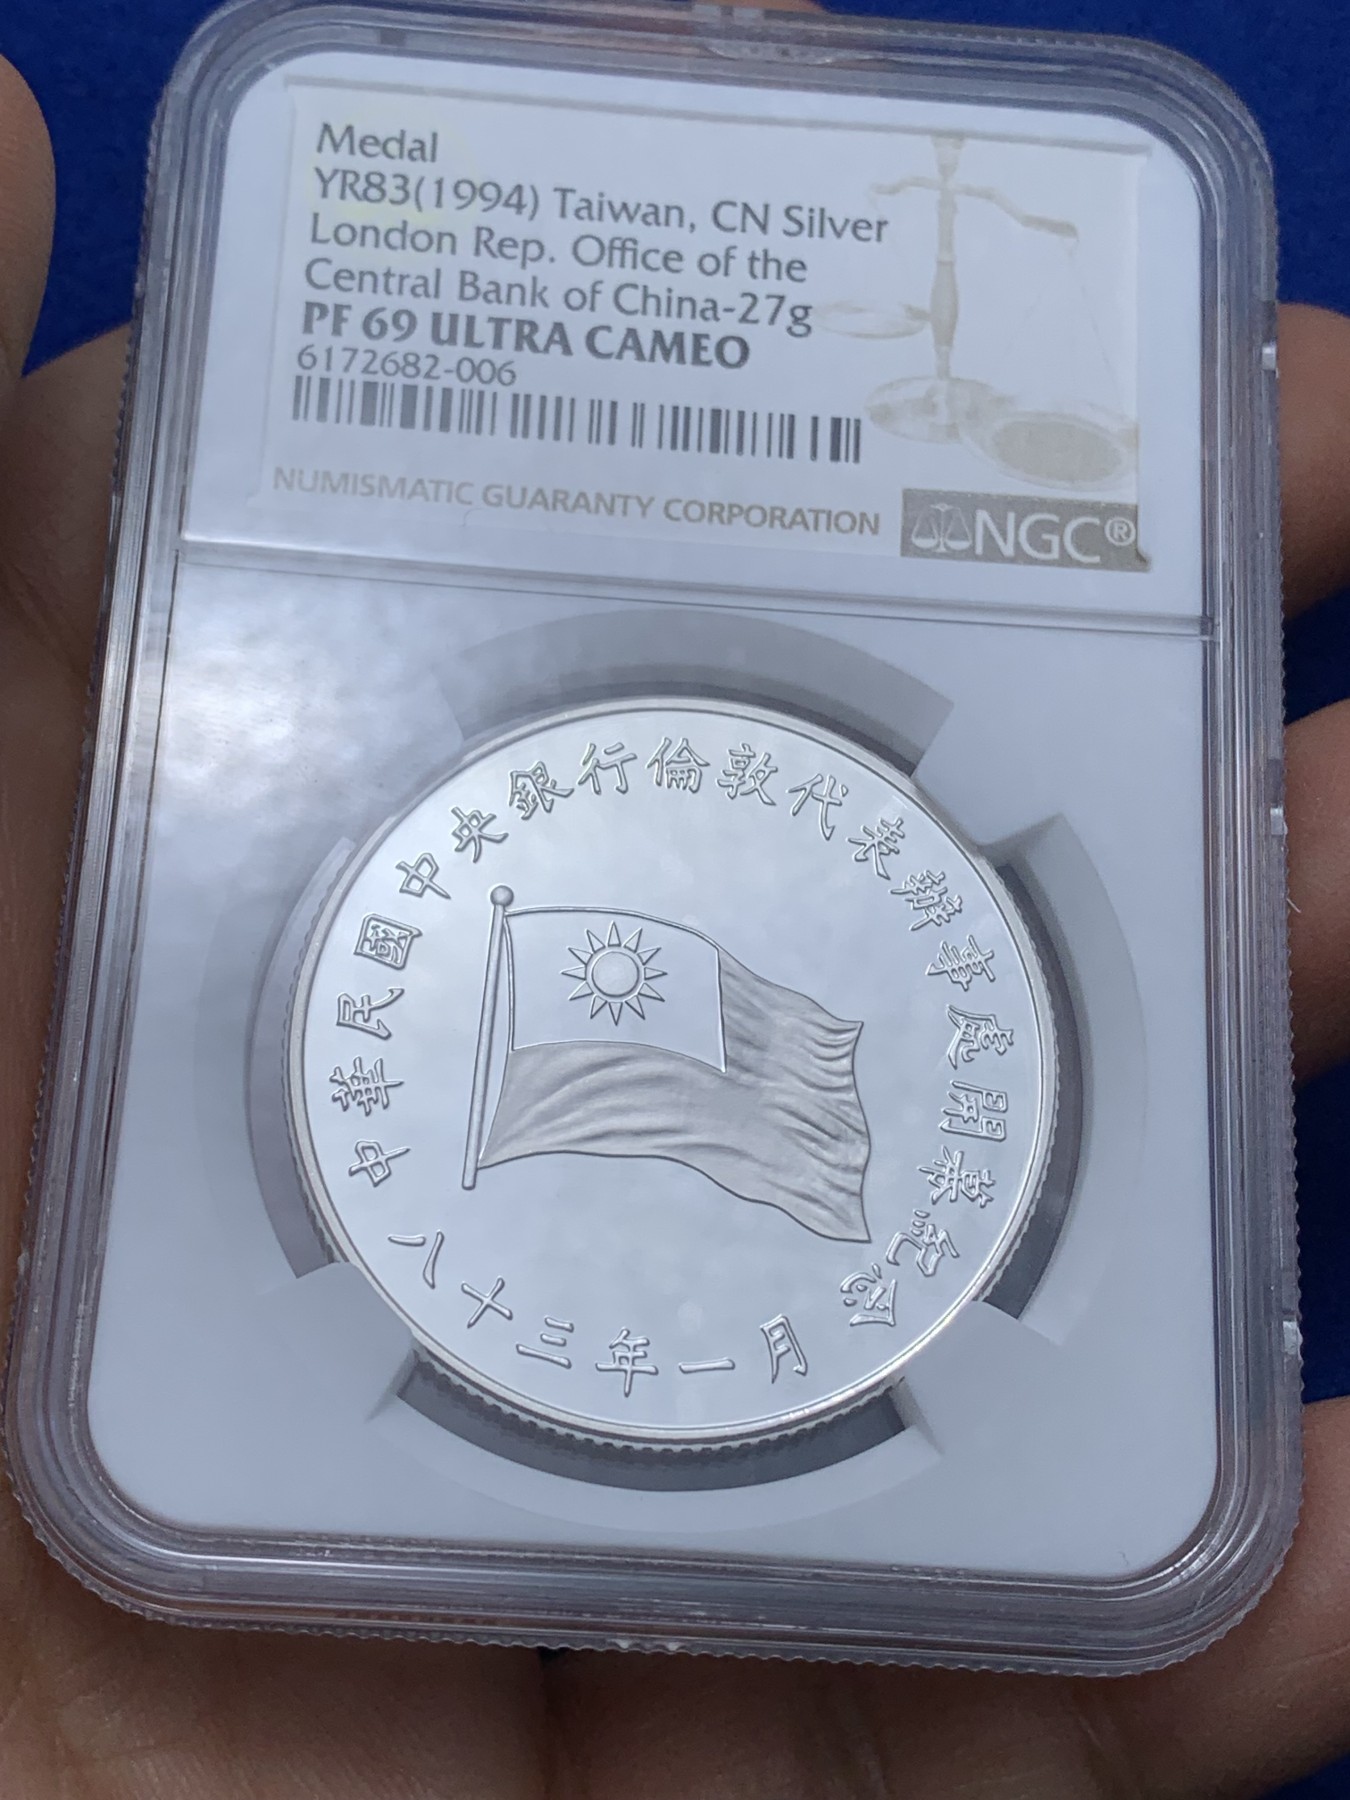 Medal
YR83(1994) Taiwan, CN Silver
London Rep. Office of the
Central Bank of China-27g
PF 69 ULTRA CAMEO
6172682-006
NUMISMATIC GUARANTY CORPORATION
NGC®
中華民國中央銀行倫敦代表辦事處開幕紀念
八十三年一月